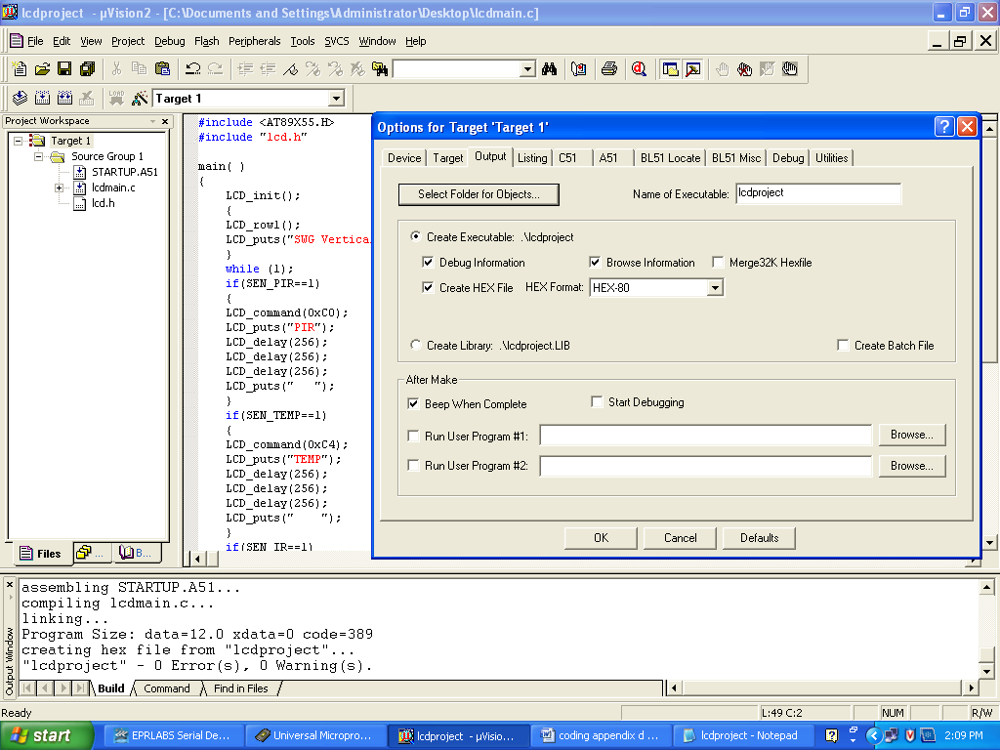 lcdproject - µVision2 - [C:\Documents and Settings\Administrator\Desktop\lcdmain.c]
File Edit View Project Debug Flash Peripherals Tools SVCS Window Help
LOAD Target 1
Project Workspace
Target 1
Source Group 1
STARTUP.A51
lcdmain.c
lcd.h
Files
...
B...
#include <AT89X55.H>
#include "lcd.h"
main( )
{
LCD_init();
{
LCD_row1();
LCD_puts("SWG Vertica
}
while (1);
if(SEN_PIR==1)
{
LCD_command(0xC0);
LCD_puts("PIR");
LCD_delay(256);
LCD_delay(256);
LCD_delay(256);
LCD_puts("   ");
}
if(SEN_TEMP==1)
{
LCD_command(0xC4);
LCD_puts("TEMP");
LCD_delay(256);
LCD_delay(256);
LCD_delay(256);
LCD_puts("    ");
}
if(SEN_IR==1)
Options for Target 'Target 1'
Device Target Output Listing C51 A51 BL51 Locate BL51 Misc Debug Utilities
Select Folder for Objects... Name of Executable: lcdproject
Create Executable: .\lcdproject
Debug Information Browse Information Merge32K Hexfile
Create HEX File HEX Format: HEX-80
Create Library: .\lcdproject.LIB Create Batch File
After Make
Beep When Complete Start Debugging
Run User Program #1: Browse...
Run User Program #2: Browse...
OK Cancel Defaults
Output Window
assembling STARTUP.A51...
compiling lcdmain.c...
linking...
Program Size: data=12.0 xdata=0 code=389
creating hex file from "lcdproject"...
"lcdproject" - 0 Error(s), 0 Warning(s).
Build Command Find in Files
Ready L:49 C:2 NUM R/W
start EPRLABS Serial De... Universal Micropro... lcdproject - µVisio... coding appendix d ... lcdproject - Notepad 2:09 PM